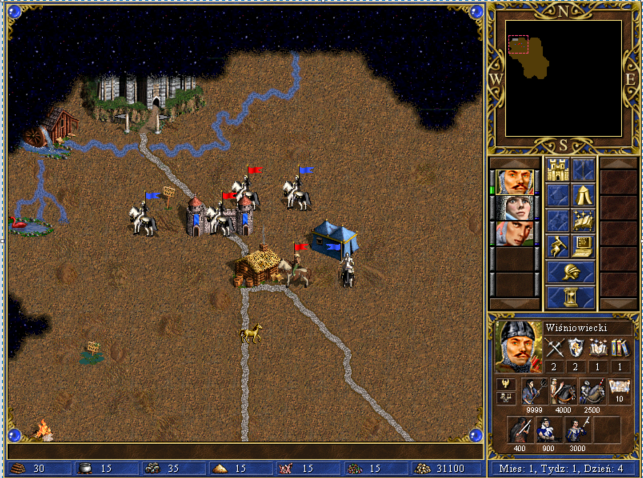 N
W E
S
Wiśniowiecki
2 2 1 1
10
9999 4000 2500
400 900 3000
30 15 35 15 15 15 31100
Mies: 1, Tydz: 1, Dzień: 4